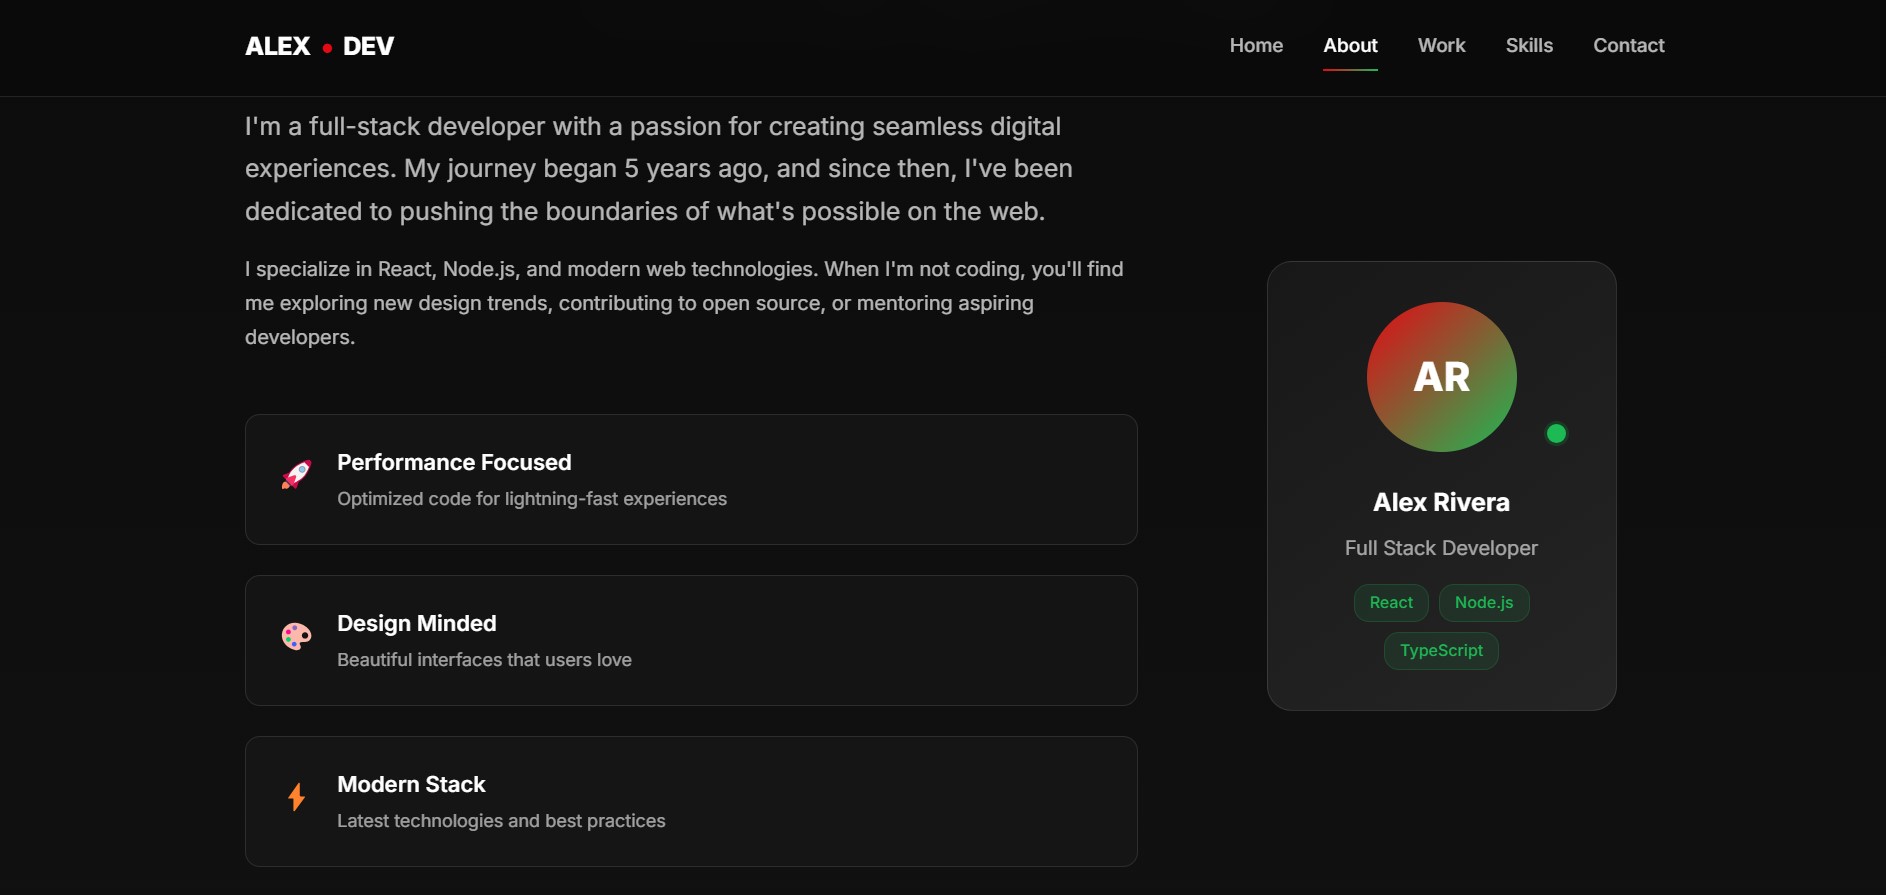 ALEX • DEV
Home About Work Skills Contact
I'm a full-stack developer with a passion for creating seamless digital
experiences. My journey began 5 years ago, and since then, I've been
dedicated to pushing the boundaries of what's possible on the web.
I specialize in React, Node.js, and modern web technologies. When I'm not coding, you'll find
me exploring new design trends, contributing to open source, or mentoring aspiring
developers.
Performance Focused
Optimized code for lightning-fast experiences
Design Minded
Beautiful interfaces that users love
Modern Stack
Latest technologies and best practices
AR
Alex Rivera
Full Stack Developer
React Node.js
TypeScript